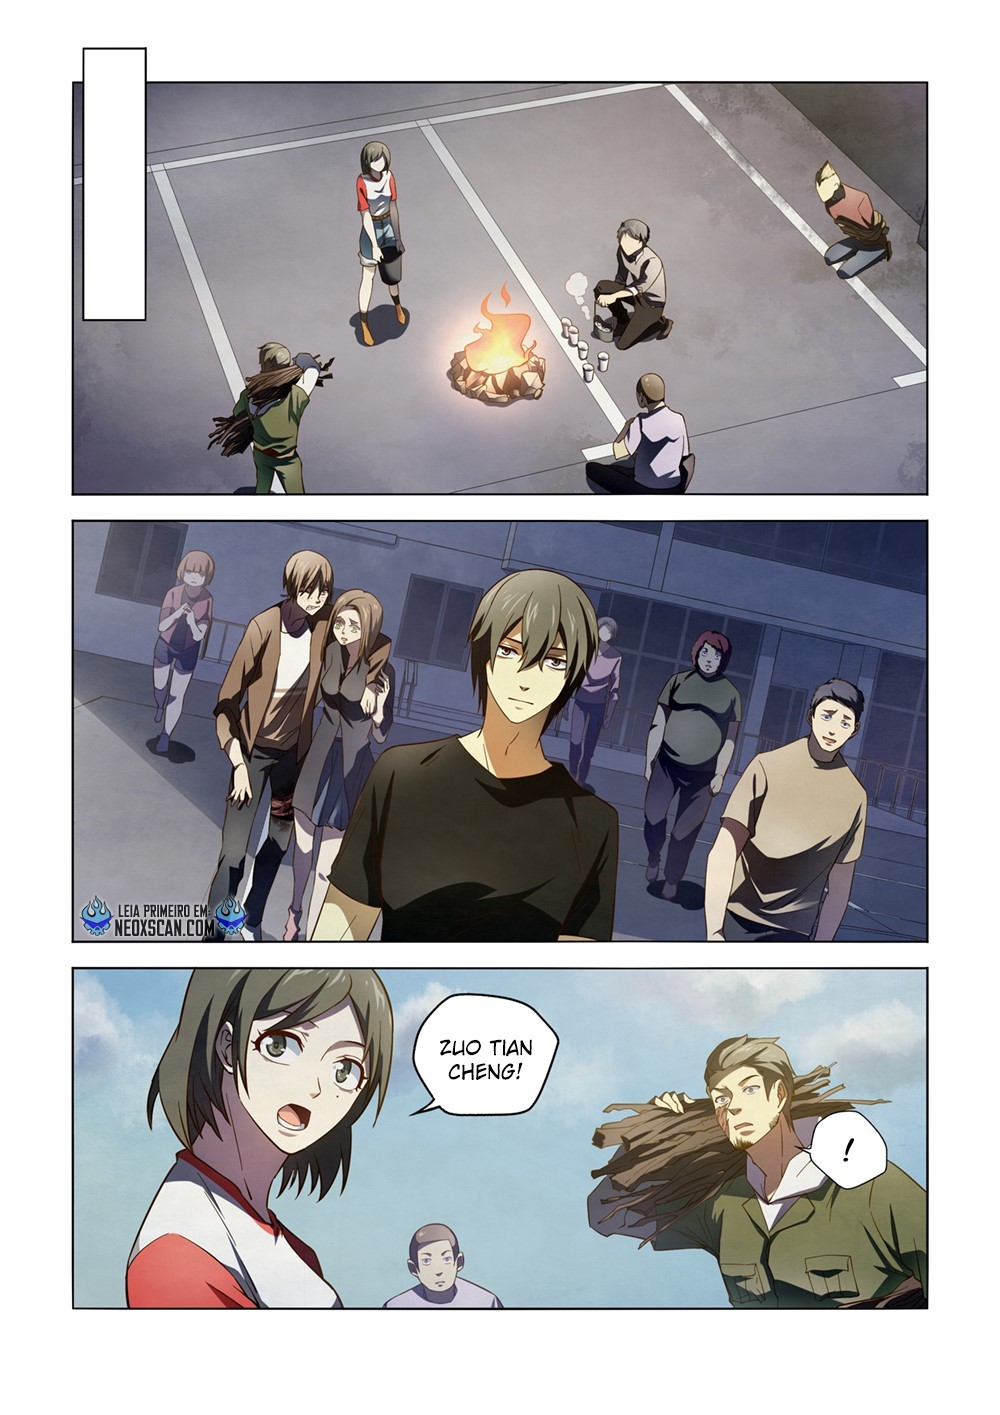 LEIA PRIMEIRO EM
NEOXSCAN.COM
ZUO TIAN
CHENG!
!